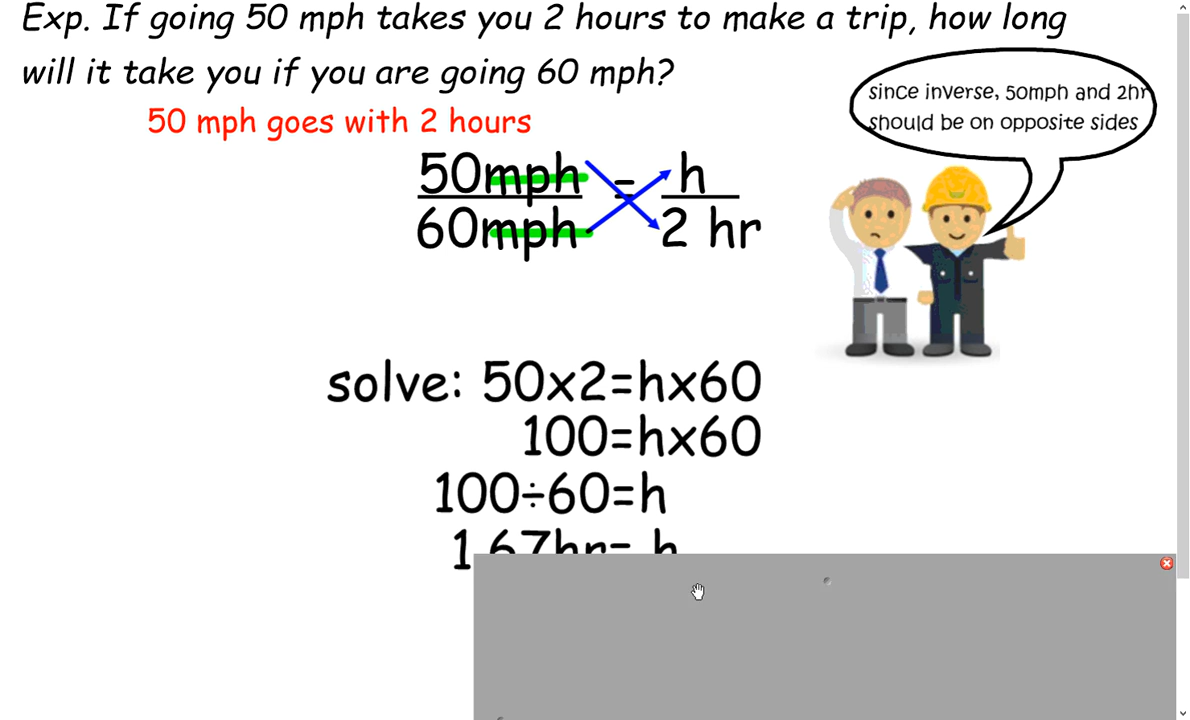 Exp. If going 50 mph takes you 2 hours to make a trip, how long
will it take you if you are going 60 mph?
since inverse, 50mph and 2hr
should be on opposite sides
50 mph goes with 2 hours
50mph = h
60mph 2 hr
solve: 50x2=hx60
100=hx60
100÷60=h
1.67hr= h